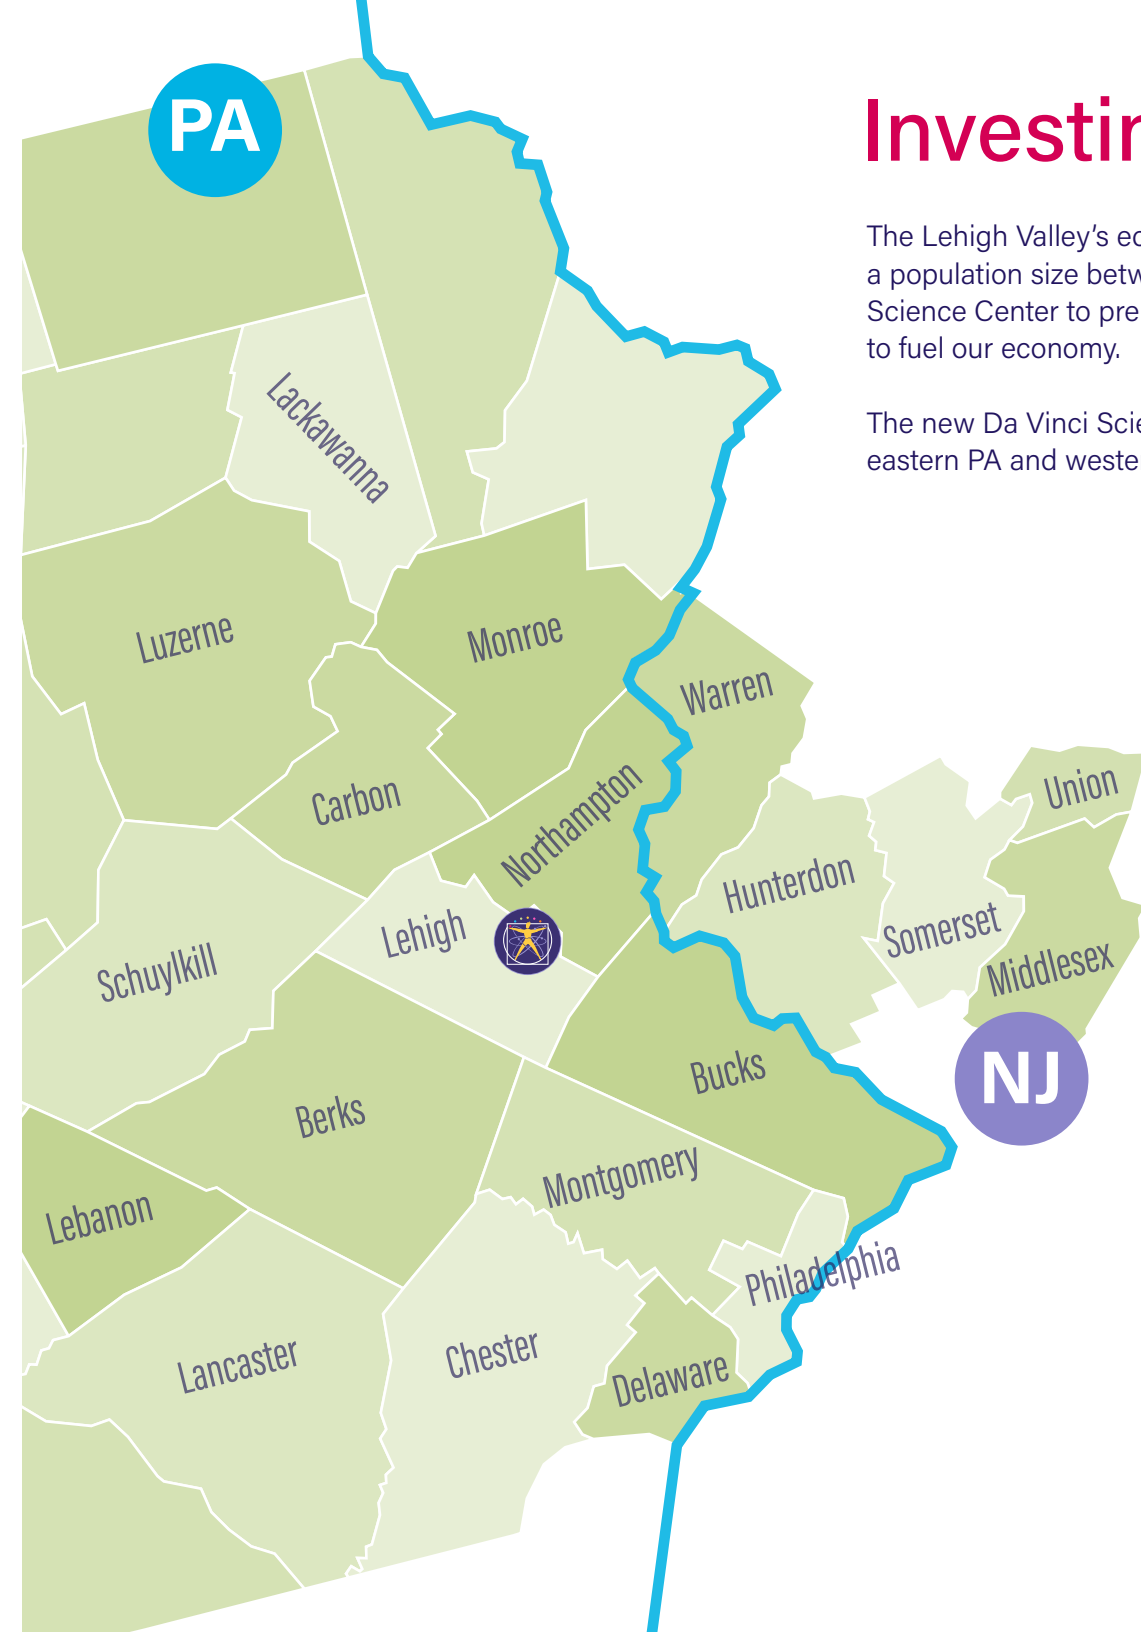 PA
Investin
The Lehigh Valley's ec
a population size betw
Science Center to pre
to fuel our economy.
The new Da Vinci Scie
eastern PA and weste
Lackawanna
Luzerne
Monroe
Warren
Carbon
Northampton
Union
Hunterdon
Lehigh
Somerset
Schuylkill
Middlesex
Bucks
NJ
Berks
Montgomery
Lebanon
Philadelphia
Lancaster
Chester
Delaware